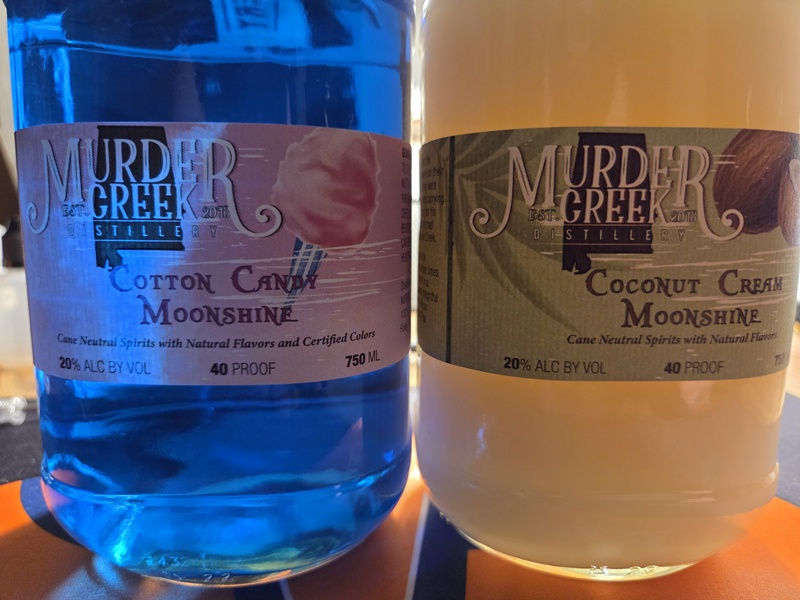 MURDER
CREEK
EST. 2016
DISTILLERY
COTTON CANDY
MOONSHINE
Cane Neutral Spirits with Natural Flavors and Certified Colors
20% ALC BY VOL 40 PROOF 750 ML
MURDER
CREEK
EST. 2016
DISTILLERY
COCONUT CREAM
MOONSHINE
Cane Neutral Spirits with Natural Flavors
20% ALC BY VOL 40 PROOF